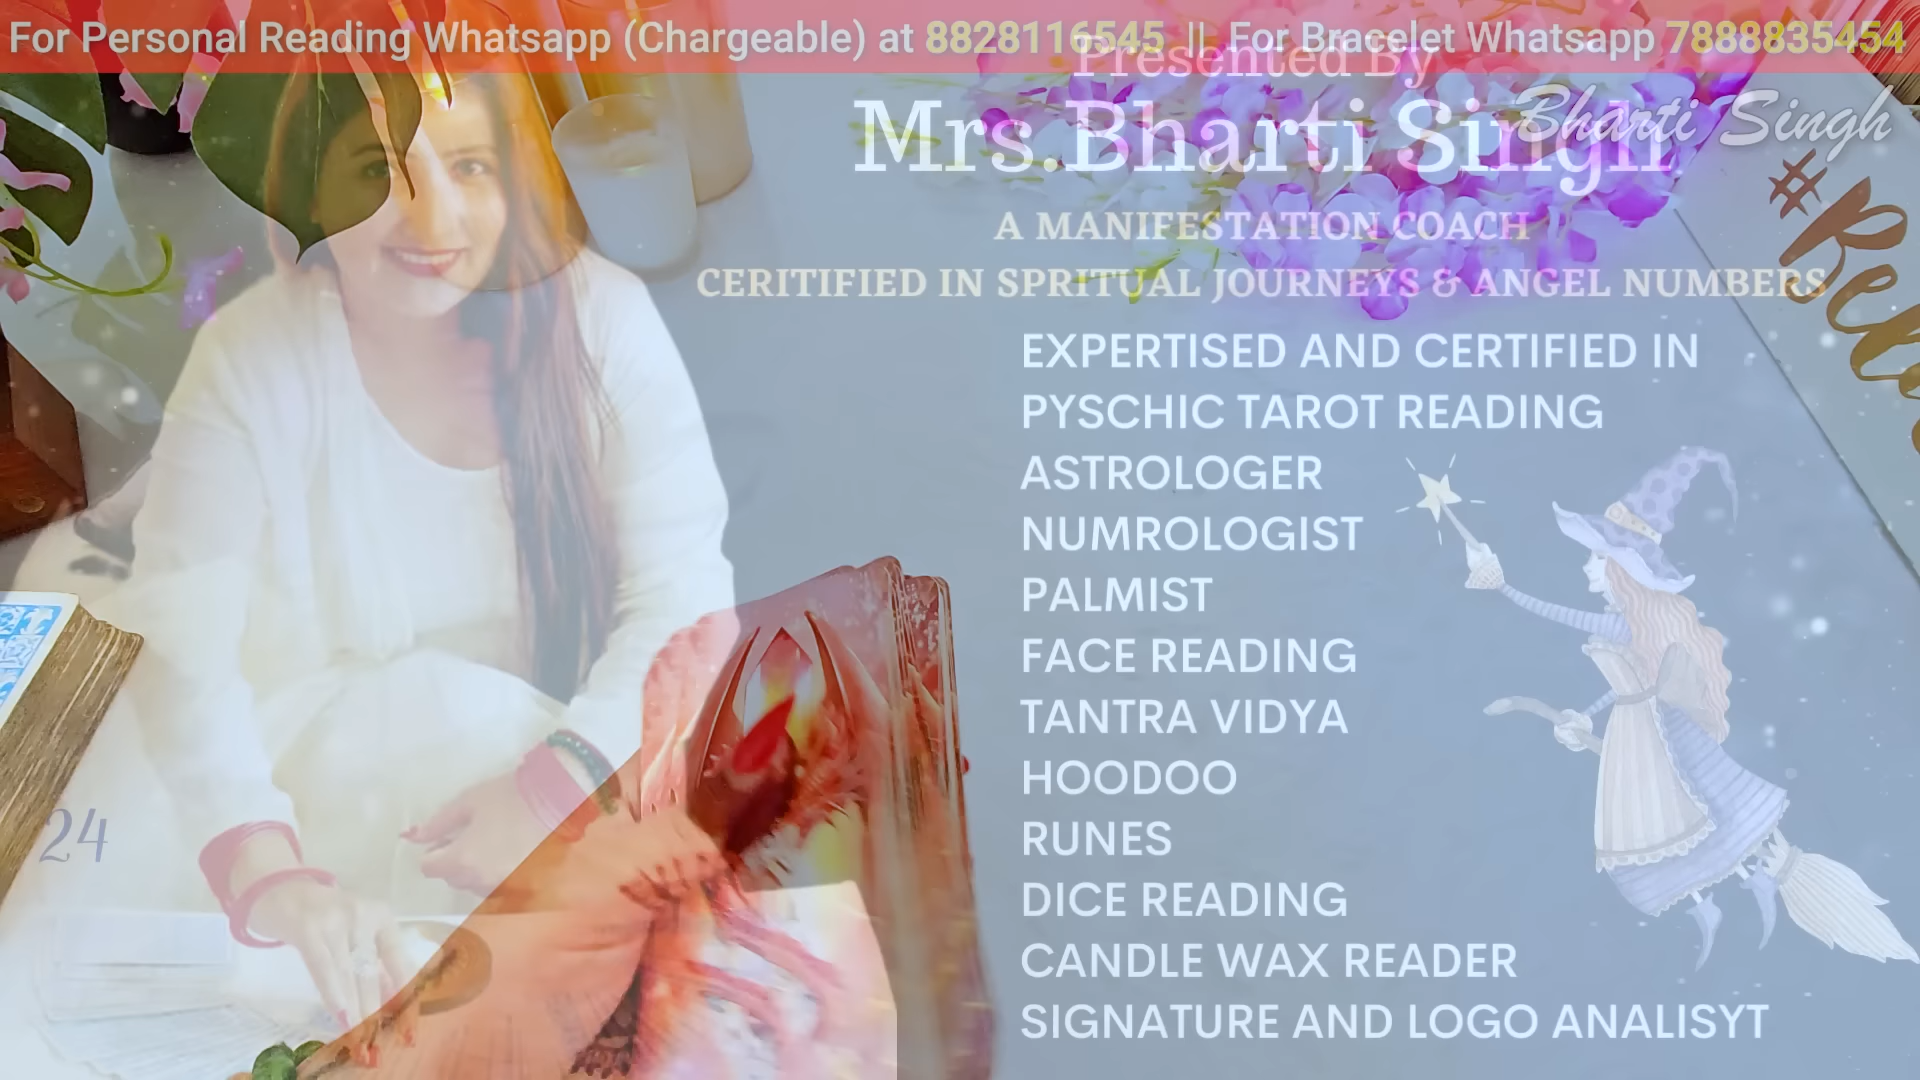 For Personal Reading Whatsapp (Chargeable) at 8828116545 || For Bracelet Whatsapp 7888835454
Presented By
Mrs.Bharti Singh
Bharti Singh
A MANIFESTATION COACH
CERITIFIED IN SPRITUAL JOURNEYS & ANGEL NUMBERS
EXPERTISED AND CERTIFIED IN
PYSCHIC TAROT READING
ASTROLOGER
NUMROLOGIST
PALMIST
FACE READING
TANTRA VIDYA
HOODOO
RUNES
DICE READING
CANDLE WAX READER
SIGNATURE AND LOGO ANALISYT
24